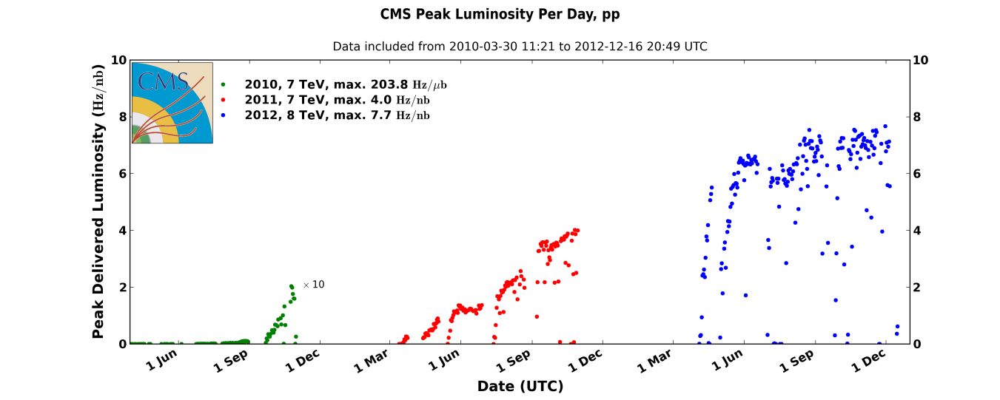 CMS Peak Luminosity Per Day, pp
Data included from 2010-03-30 11:21 to 2012-12-16 20:49 UTC
CMS
2010, 7 TeV, max. 203.8 Hz/μb
2011, 7 TeV, max. 4.0 Hz/nb
2012, 8 TeV, max. 7.7 Hz/nb
Peak Delivered Luminosity (Hz/nb)
10
8
6
4
2
0
10
8
6
4
2
0
× 10
1 Jun
1 Sep
1 Dec
1 Mar
1 Jun
1 Sep
1 Dec
1 Mar
1 Jun
1 Sep
1 Dec
Date (UTC)